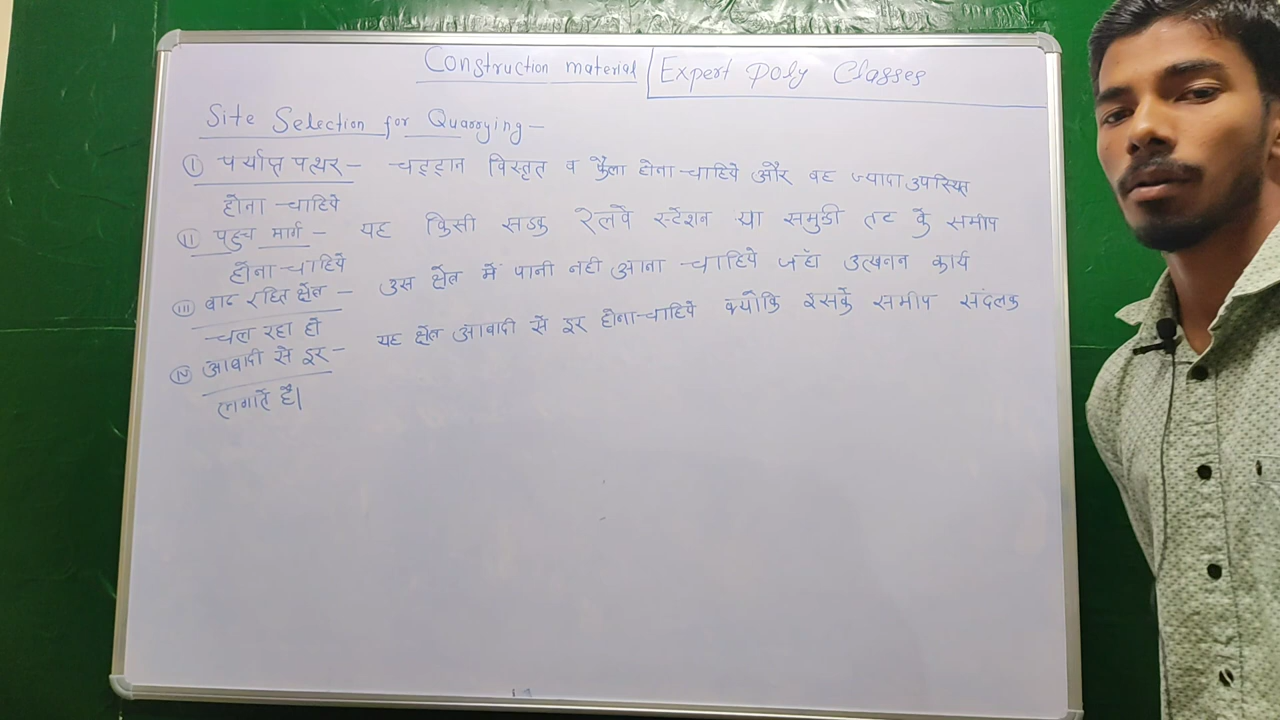 Construction material | Expert Poly Classes
Site Selection for Quarrying –
(I) पर्याप्त पत्थर – चट्टान विस्तृत व फैला होना चाहिये और वह ज्यादा उपस्थित
होना चाहिये
(II) पहुच मार्ग – यह किसी सडक रेलवे स्टेशन या समुद्री तट के समीप
होना चाहिये
(III) बाढ रहित क्षेत्र – उस क्षेत्र में पानी नही आना चाहिये जहाँ उत्खनन कार्य
चल रहा हो
(IV) आबादी से दूर – यह क्षेत्र आबादी से दूर होना चाहिये क्योकि इसके समीप संदलक
लगाते है।